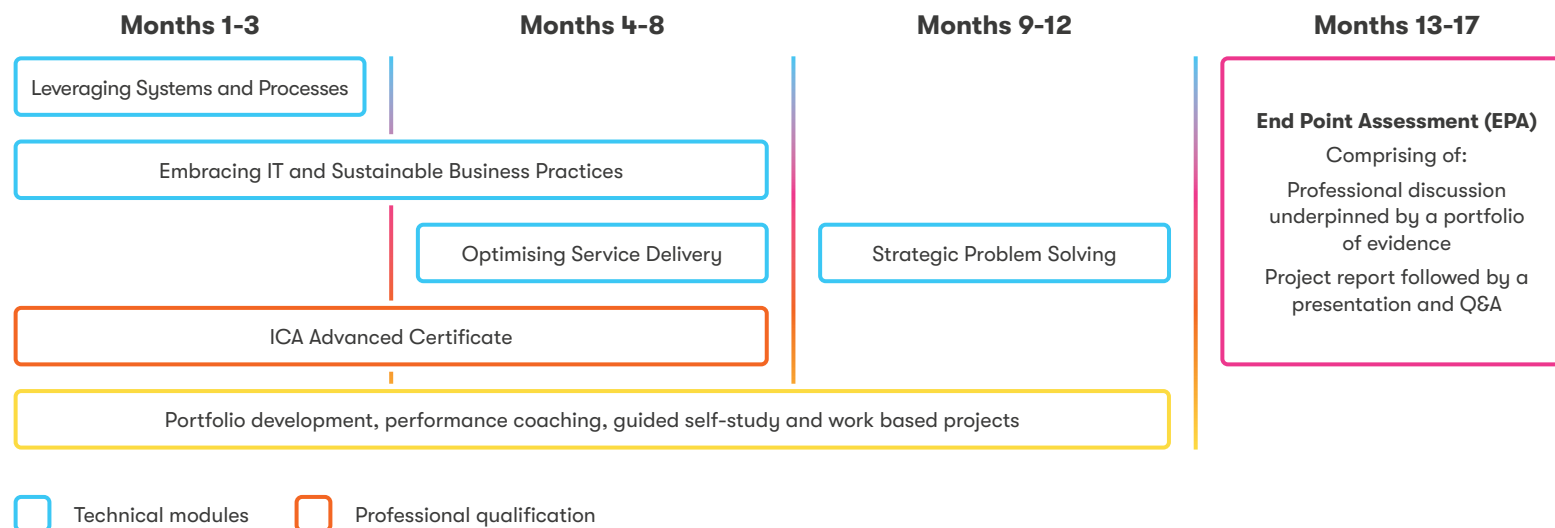 Months 1-3
Months 4-8
Months 9-12
Months 13-17
Leveraging Systems and Processes
Embracing IT and Sustainable Business Practices
Optimising Service Delivery
Strategic Problem Solving
ICA Advanced Certificate
Portfolio development, performance coaching, guided self-study and work based projects
End Point Assessment (EPA)
Comprising of:
Professional discussion
underpinned by a portfolio
of evidence
Project report followed by a
presentation and Q&A
Technical modules
Professional qualification